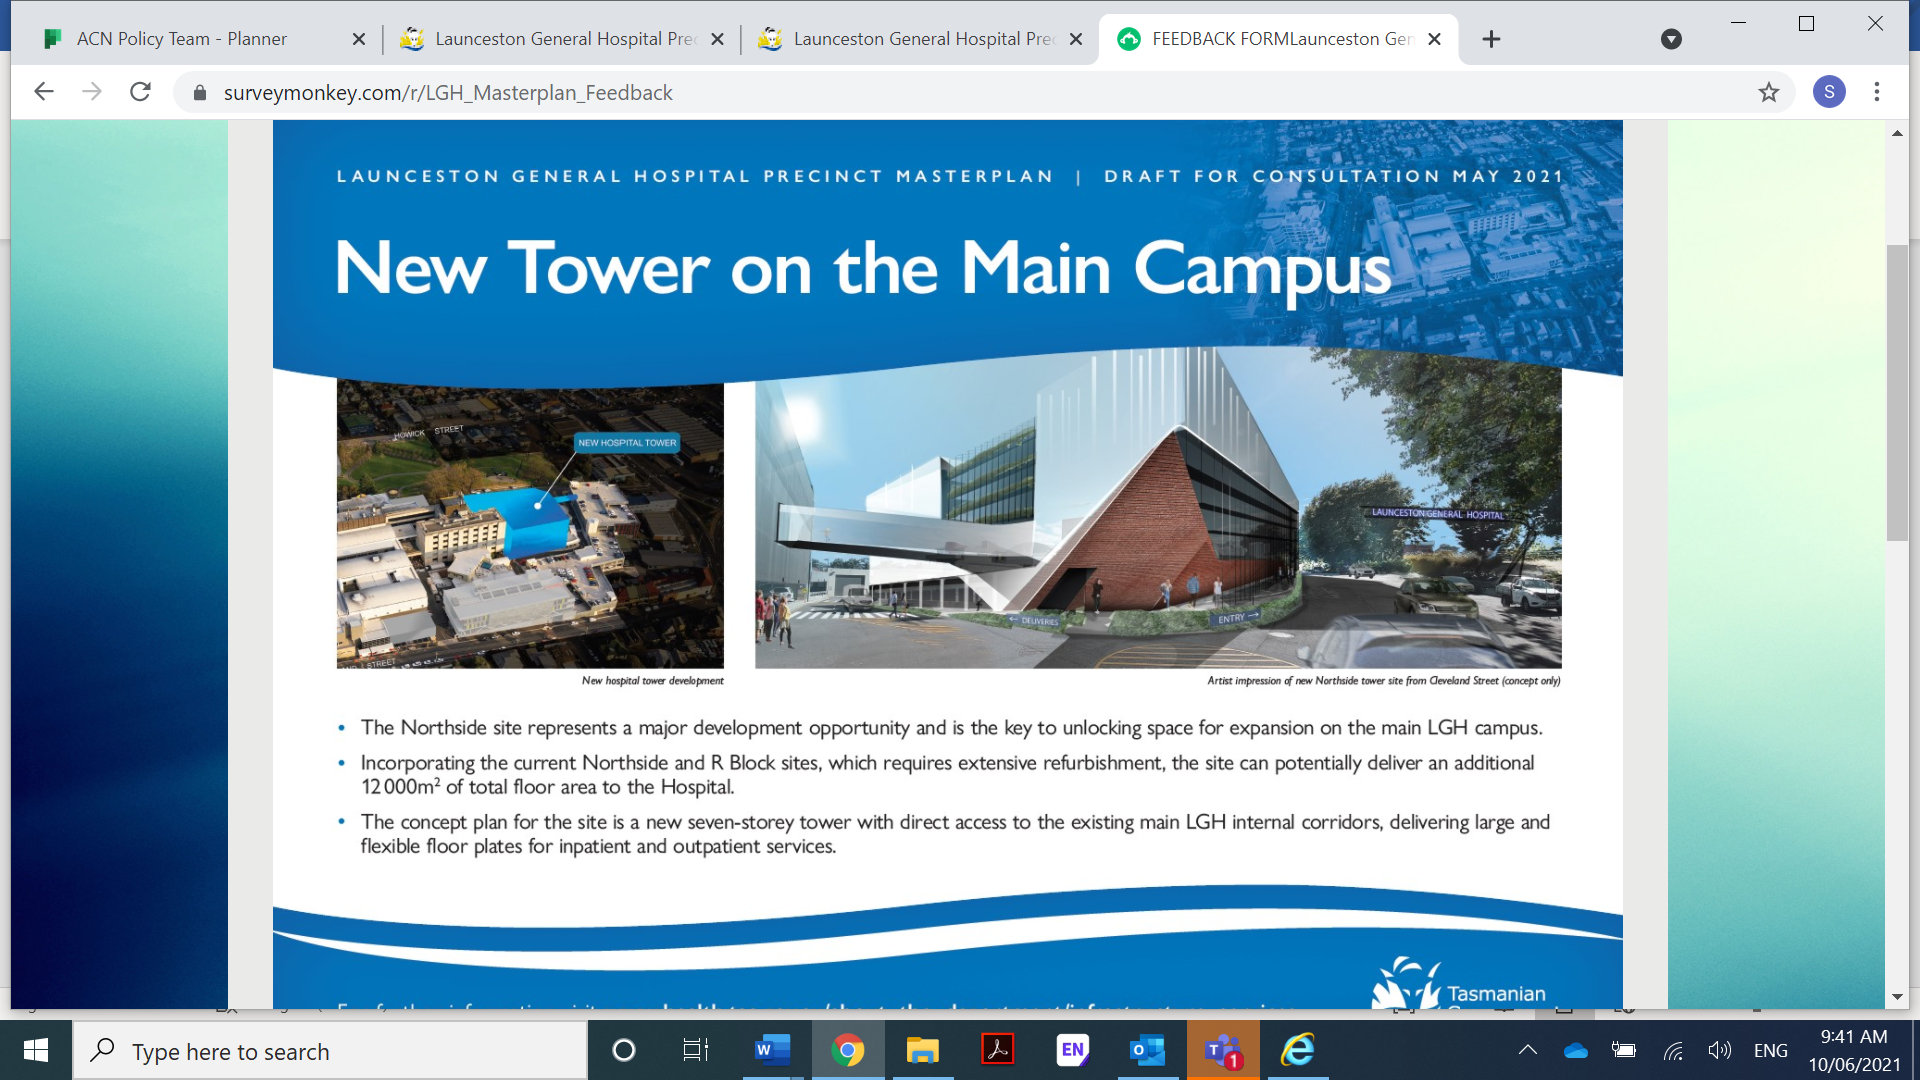 ACN Policy Team - Planner
Launceston General Hospital Prec
Launceston General Hospital Prec
FEEDBACK FORMLaunceston Gen
surveymonkey.com/r/LGH_Masterplan_Feedback
S
LAUNCESTON GENERAL HOSPITAL PRECINCT MASTERPLAN | DRAFT FOR CONSULTATION MAY 2021
New Tower on the Main Campus
HOWICK STREET
NEW HOSPITAL TOWER
STREET
LAUNCESTON GENERAL HOSPITAL
← DELIVERIES
ENTRY →
New hospital tower development
Artist impression of new Northside tower site from Cleveland Street (concept only)
• The Northside site represents a major development opportunity and is the key to unlocking space for expansion on the main LGH campus.
• Incorporating the current Northside and R Block sites, which requires extensive refurbishment, the site can potentially deliver an additional
12 000m² of total floor area to the Hospital.
• The concept plan for the site is a new seven-storey tower with direct access to the existing main LGH internal corridors, delivering large and
flexible floor plates for inpatient and outpatient services.
Tasmanian
Type here to search
W
EN
O
T
1
ENG
9:41 AM
10/06/2021